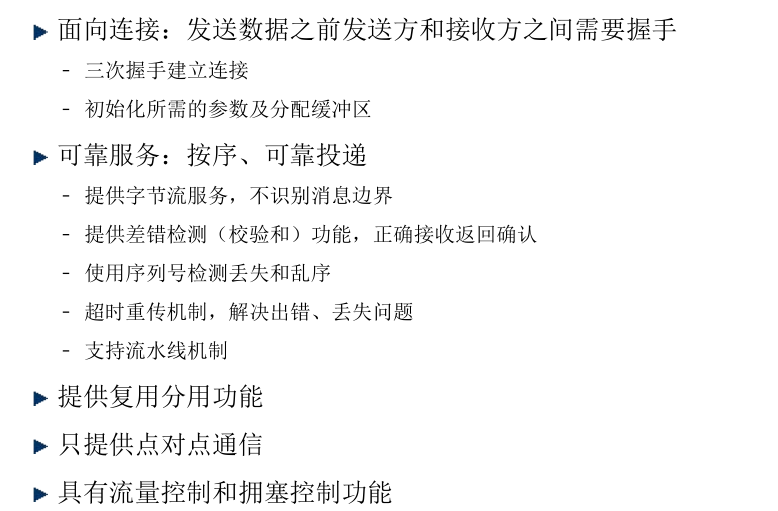 面向连接：发送数据之前发送方和接收方之间需要握手
- 三次握手建立连接
- 初始化所需的参数及分配缓冲区
可靠服务：按序、可靠投递
- 提供字节流服务，不识别消息边界
- 提供差错检测（校验和）功能，正确接收返回确认
- 使用序列号检测丢失和乱序
- 超时重传机制，解决出错、丢失问题
- 支持流水线机制
提供复用分用功能
只提供点对点通信
具有流量控制和拥塞控制功能